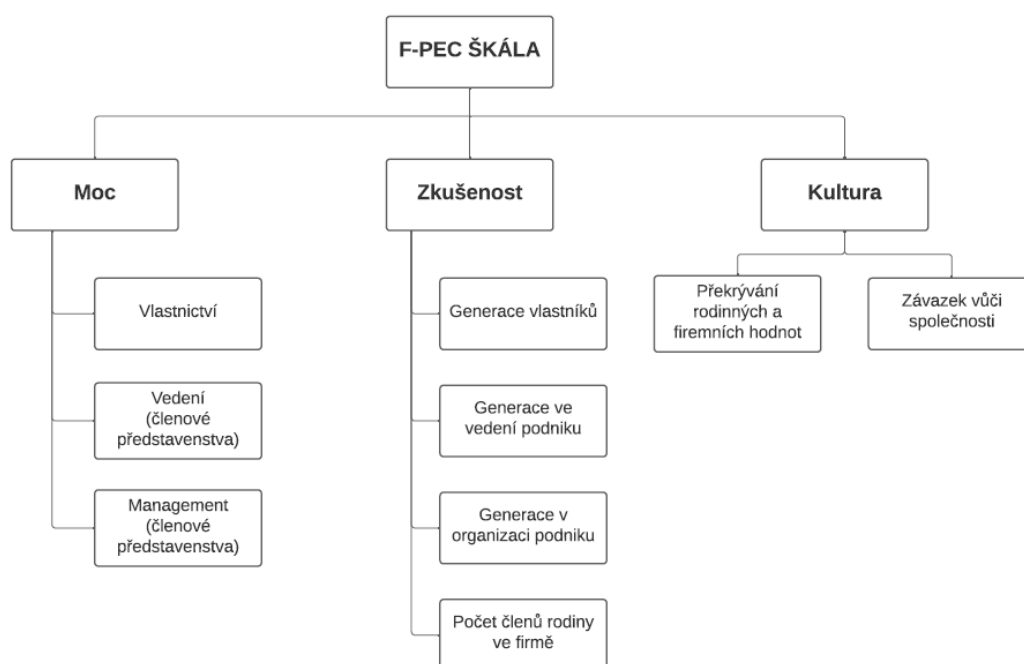 F-PEC ŠKÁLA
Moc
Zkušenost
Kultura
Vlastnictví
Vedení
(členové
představenstva)
Management
(členové
představenstva)
Generace vlastníků
Generace ve
vedení podniku
Generace v
organizaci podniku
Počet členů rodiny
ve firmě
Překrývání
rodinných a
firemních hodnot
Závazek vůči
společnosti